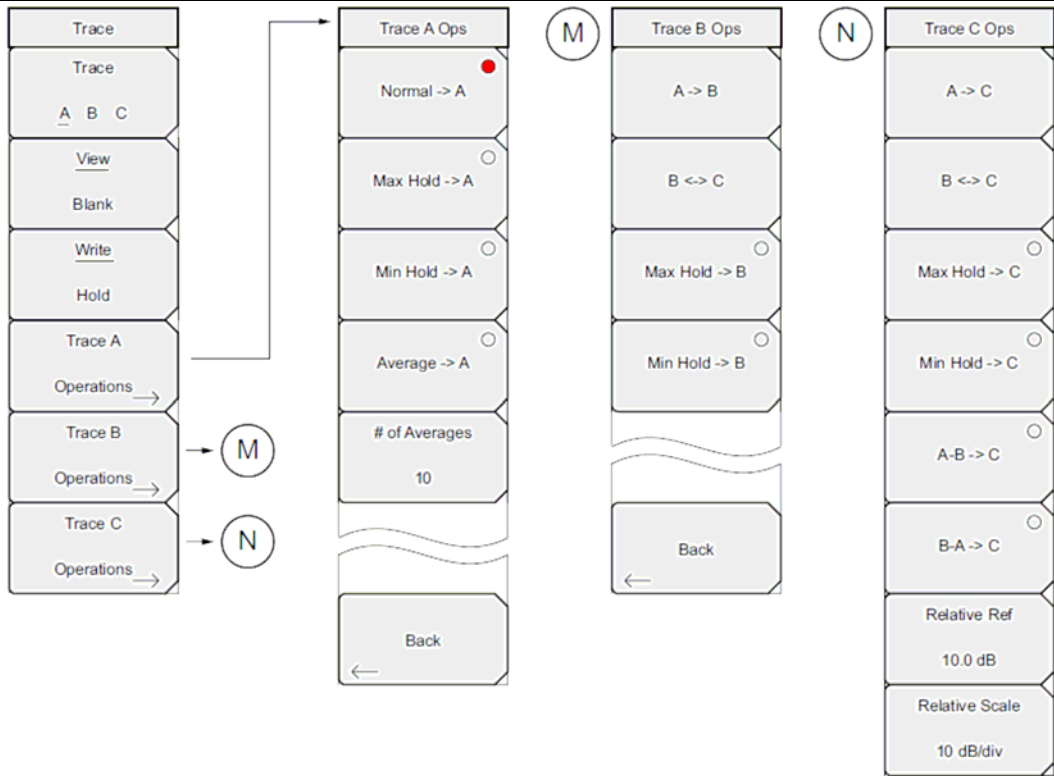 Trace
Trace
A B C
View
Blank
Write
Hold
Trace A
Operations
Trace B
Operations
Trace C
Operations
M
N
Trace A Ops
Normal -> A
Max Hold -> A
Min Hold -> A
Average -> A
# of Averages
10
Back
M
Trace B Ops
A -> B
B <-> C
Max Hold -> B
Min Hold -> B
Back
N
Trace C Ops
A -> C
B <-> C
Max Hold -> C
Min Hold -> C
A-B -> C
B-A -> C
Relative Ref
10.0 dB
Relative Scale
10 dB/div